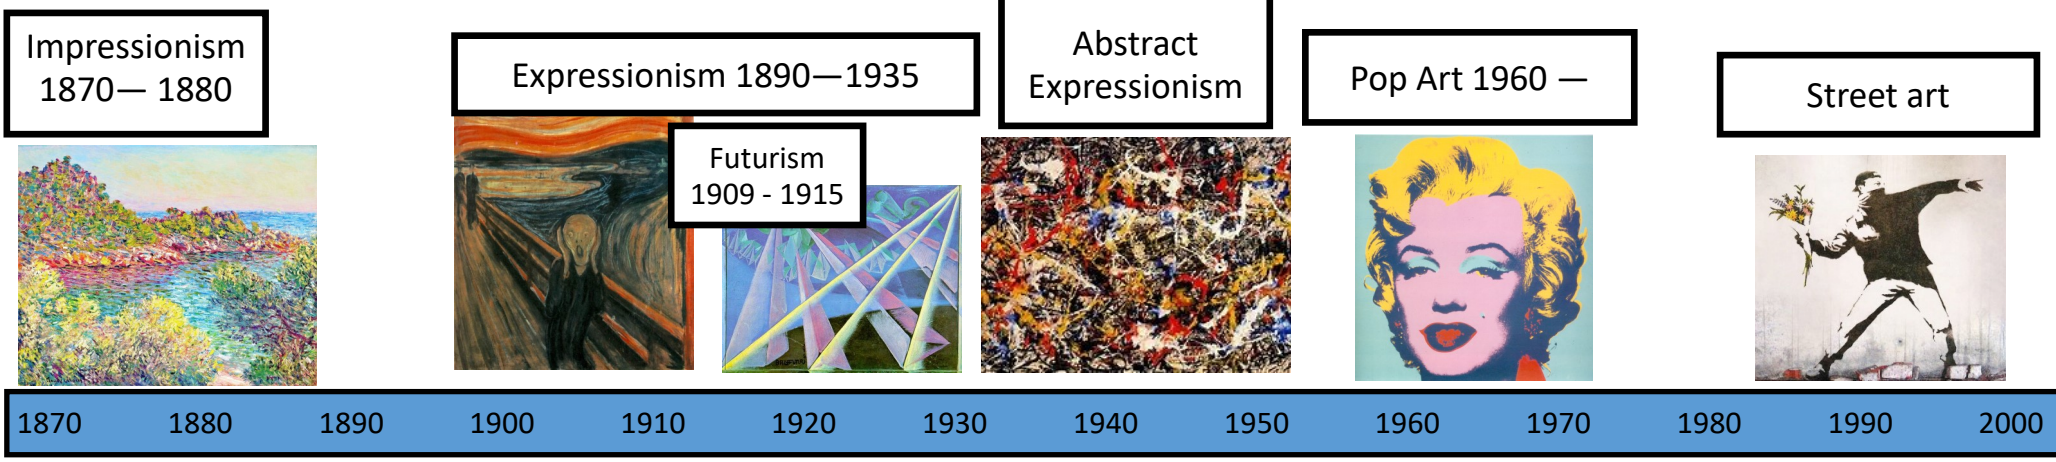 Impressionism
1870— 1880
Expressionism 1890—1935
Futurism
1909 - 1915
Abstract
Expressionism
Pop Art 1960 —
Street art
1870 1880 1890 1900 1910 1920 1930 1940 1950 1960 1970 1980 1990 2000